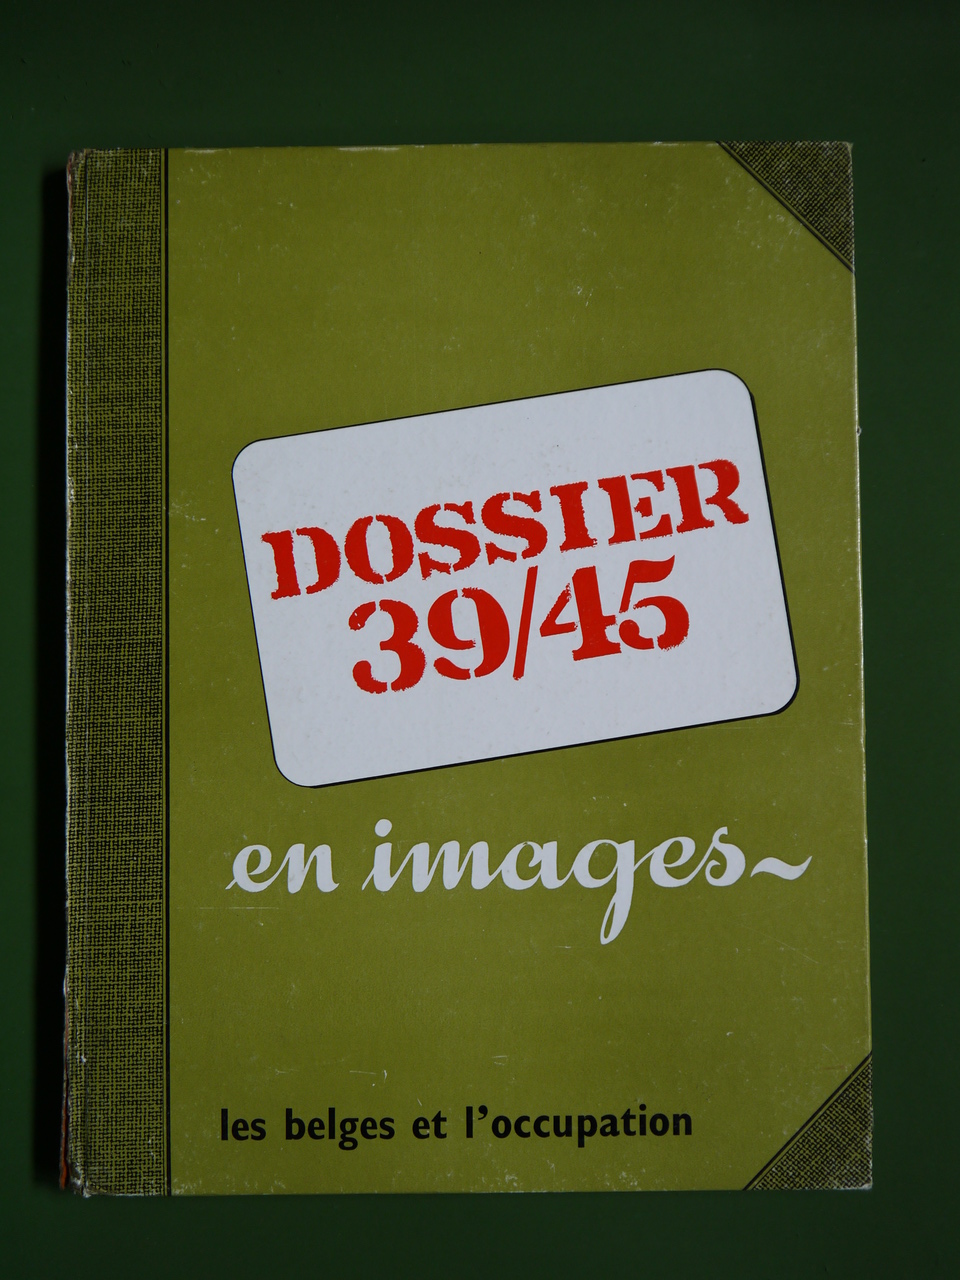 DOSSIER
39/45
en images
les belges et l'occupation